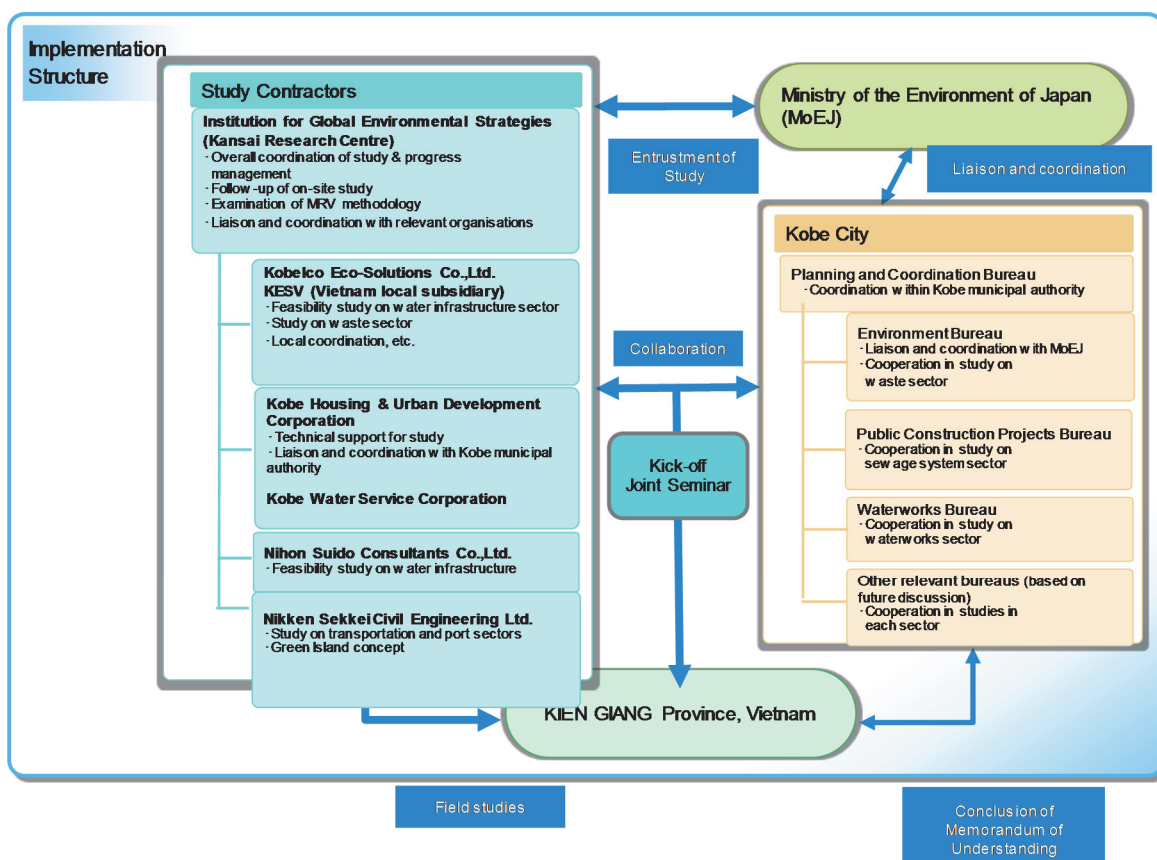 Implementation
Structure
Study Contractors
Institution for Global Environmental Strategies
(Kansai Research Centre)
· Overall coordination of study & progress
management
· Follow -up of on-site study
· Examination of MRV methodology
· Liaison and coordination with relevant organisations
Kobelco Eco-Solutions Co.,Ltd.
KESV (Vietnam local subsidiary)
· Feasibility study on water infrastructure sector
· Study on waste sector
· Local coordination, etc.
Kobe Housing & Urban Development
Corporation
· Technical support for study
· Liaison and coordination with Kobe municipal
authority
Kobe Water Service Corporation
Nihon Suido Consultants Co.,Ltd.
· Feasibility study on water infrastructure
Nikken Sekkei Civil Engineering Ltd.
· Study on transportation and port sectors
· Green Island concept
Entrustment of
Study
Collaboration
Kick-off
Joint Seminar
Ministry of the Environment of Japan
(MoEJ)
Liaison and coordination
Kobe City
Planning and Coordination Bureau
· Coordination within Kobe municipal authority
Environment Bureau
· Liaison and coordination with MoEJ
· Cooperation in study on
waste sector
Public Construction Projects Bureau
· Cooperation in study on
sewage system sector
Waterworks Bureau
· Cooperation in study on
waterworks sector
Other relevant bureaus (based on
future discussion)
· Cooperation in studies in
each sector
KIEN GIANG Province, Vietnam
Field studies
Conclusion of
Memorandum of
Understanding